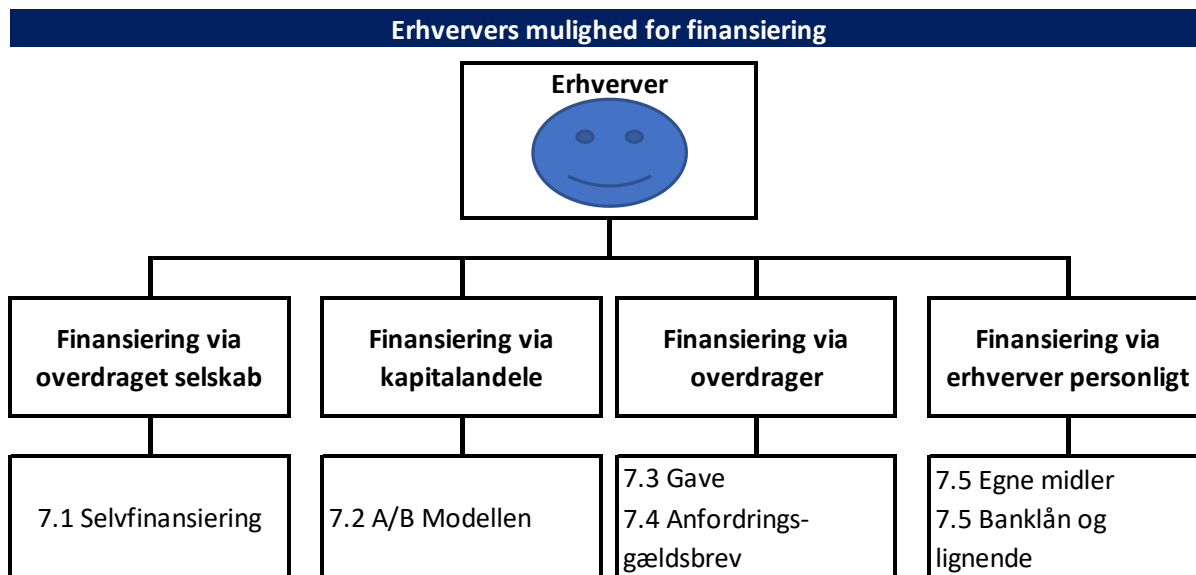 Erhververs mulighed for finansiering
Erhverver
Finansiering via
overdraget selskab
Finansiering via
kapitalandele
Finansiering via
overdrager
Finansiering via
erhverver personligt
7.1 Selvfinansiering
7.2 A/B Modellen
7.3 Gave
7.4 Anfordrings-
gældsbrev
7.5 Egne midler
7.5 Banklån og
lignende